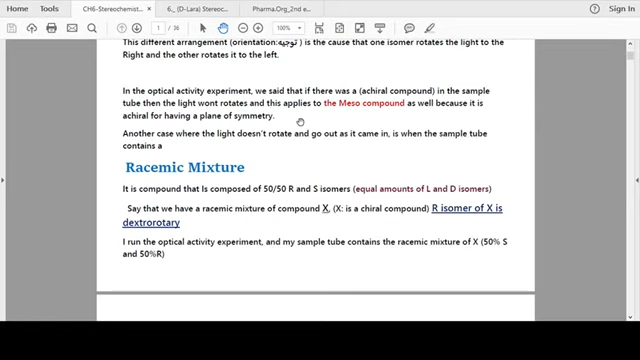 Home
Tools
CH6-Stereochemist...
6._ (D-Lara) Stereoc...
Pharma.Org_2nd e...
1 / 36
100%
This different arrangement (orientation:توجيه) is the cause that one isomer rotates the light to the
Right and the other rotates it to the left.
In the optical activity experiment, we said that if there was a (achiral compound) in the sample
tube then the light wont rotates and this applies to the Meso compound as well because it is
achiral for having a plane of symmetry.
Another case where the light doesn't rotate and go out as it came in, is when the sample tube
contains a
Racemic Mixture
It is compound that Is composed of 50/50 R and S isomers (equal amounts of L and D isomers)
Say that we have a racemic mixture of compound X, (X: is a chiral compound) R isomer of X is
dextrorotary
I run the optical activity experiment, and my sample tube contains the racemic mixture of X (50% S
and 50%R)